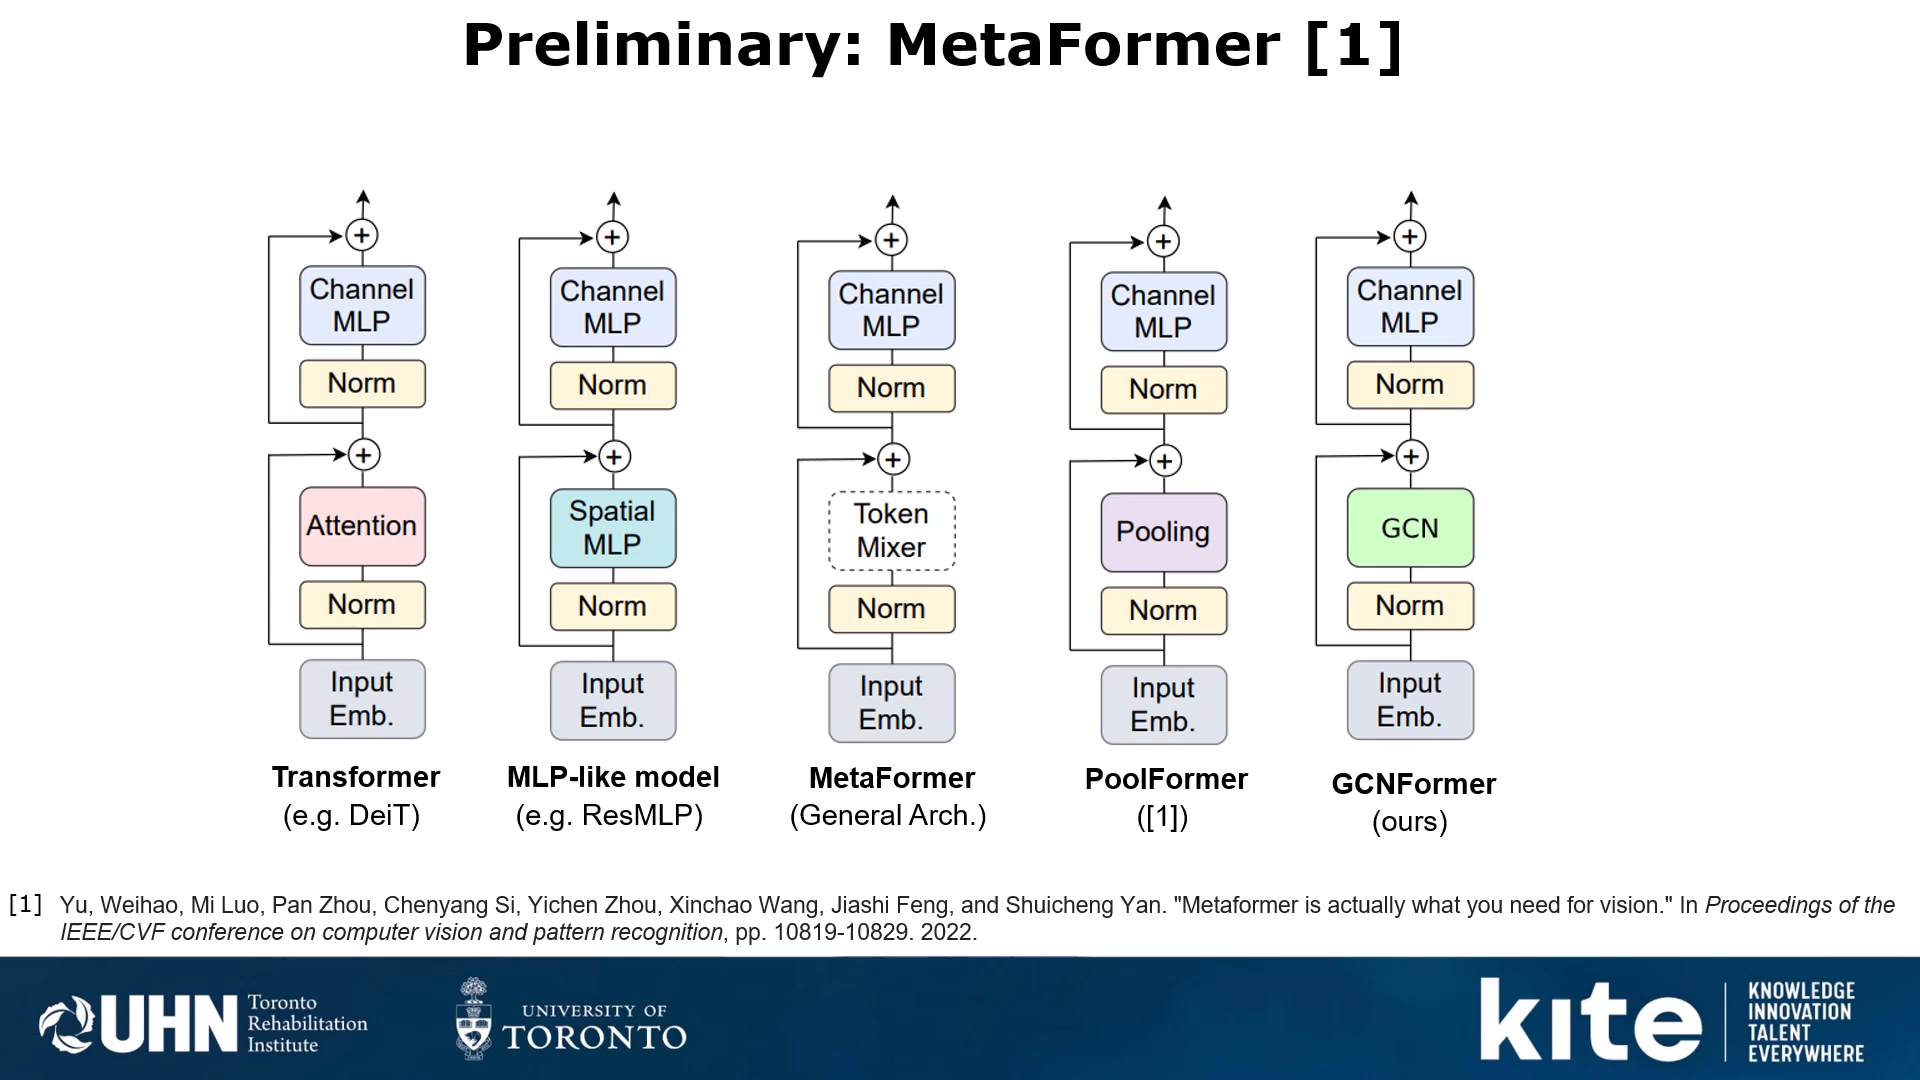 Preliminary: MetaFormer [1]
+
Channel
MLP
Norm
+
Attention
Norm
Input
Emb.
Transformer
(e.g. DeiT)
+
Channel
MLP
Norm
+
Spatial
MLP
Norm
Input
Emb.
MLP-like model
(e.g. ResMLP)
+
Channel
MLP
Norm
+
Token
Mixer
Norm
Input
Emb.
MetaFormer
(General Arch.)
+
Channel
MLP
Norm
+
Pooling
Norm
Input
Emb.
PoolFormer
([1])
+
Channel
MLP
Norm
+
GCN
Norm
Input
Emb.
GCNFormer
(ours)
[1] Yu, Weihao, Mi Luo, Pan Zhou, Chenyang Si, Yichen Zhou, Xinchao Wang, Jiashi Feng, and Shuicheng Yan. "Metaformer is actually what you need for vision." In Proceedings of the
IEEE/CVF conference on computer vision and pattern recognition, pp. 10819-10829. 2022.
UHN
Toronto
Rehabilitation
Institute
UNIVERSITY OF
TORONTO
kite
KNOWLEDGE
INNOVATION
TALENT
EVERYWHERE